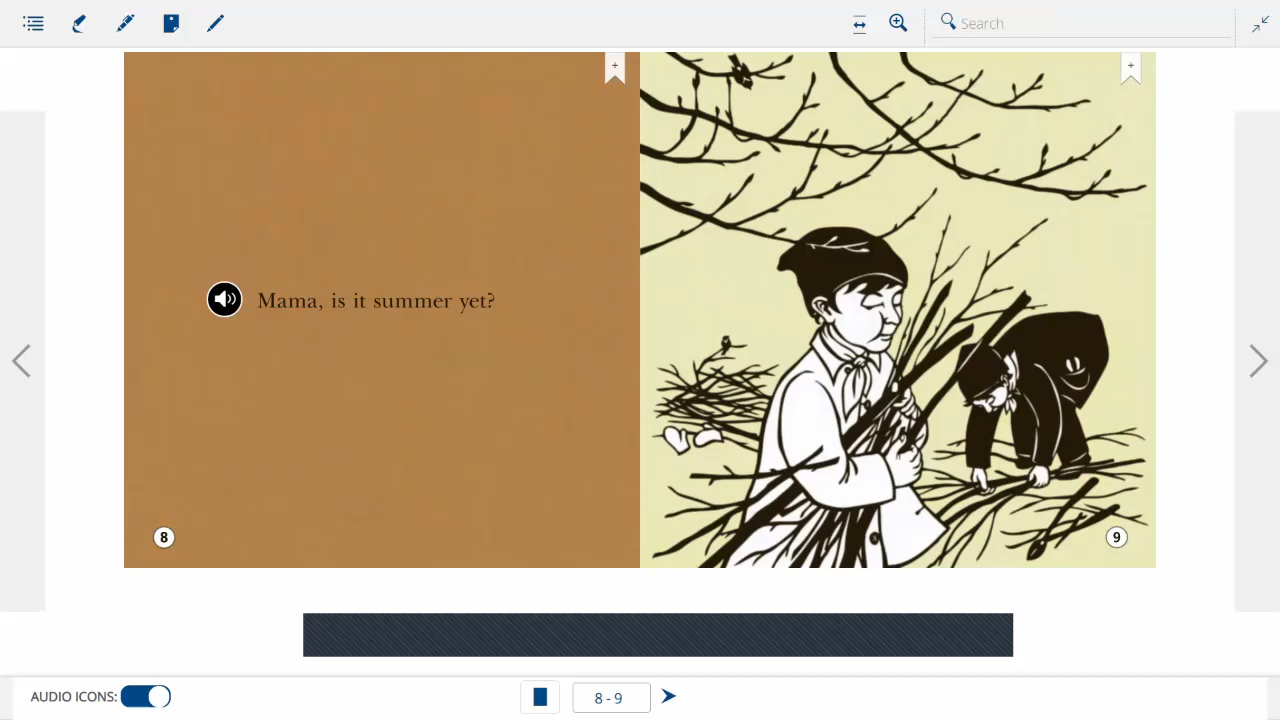 Search
+
+
Mama, is it summer yet?
8
9
AUDIO ICONS:
8 - 9